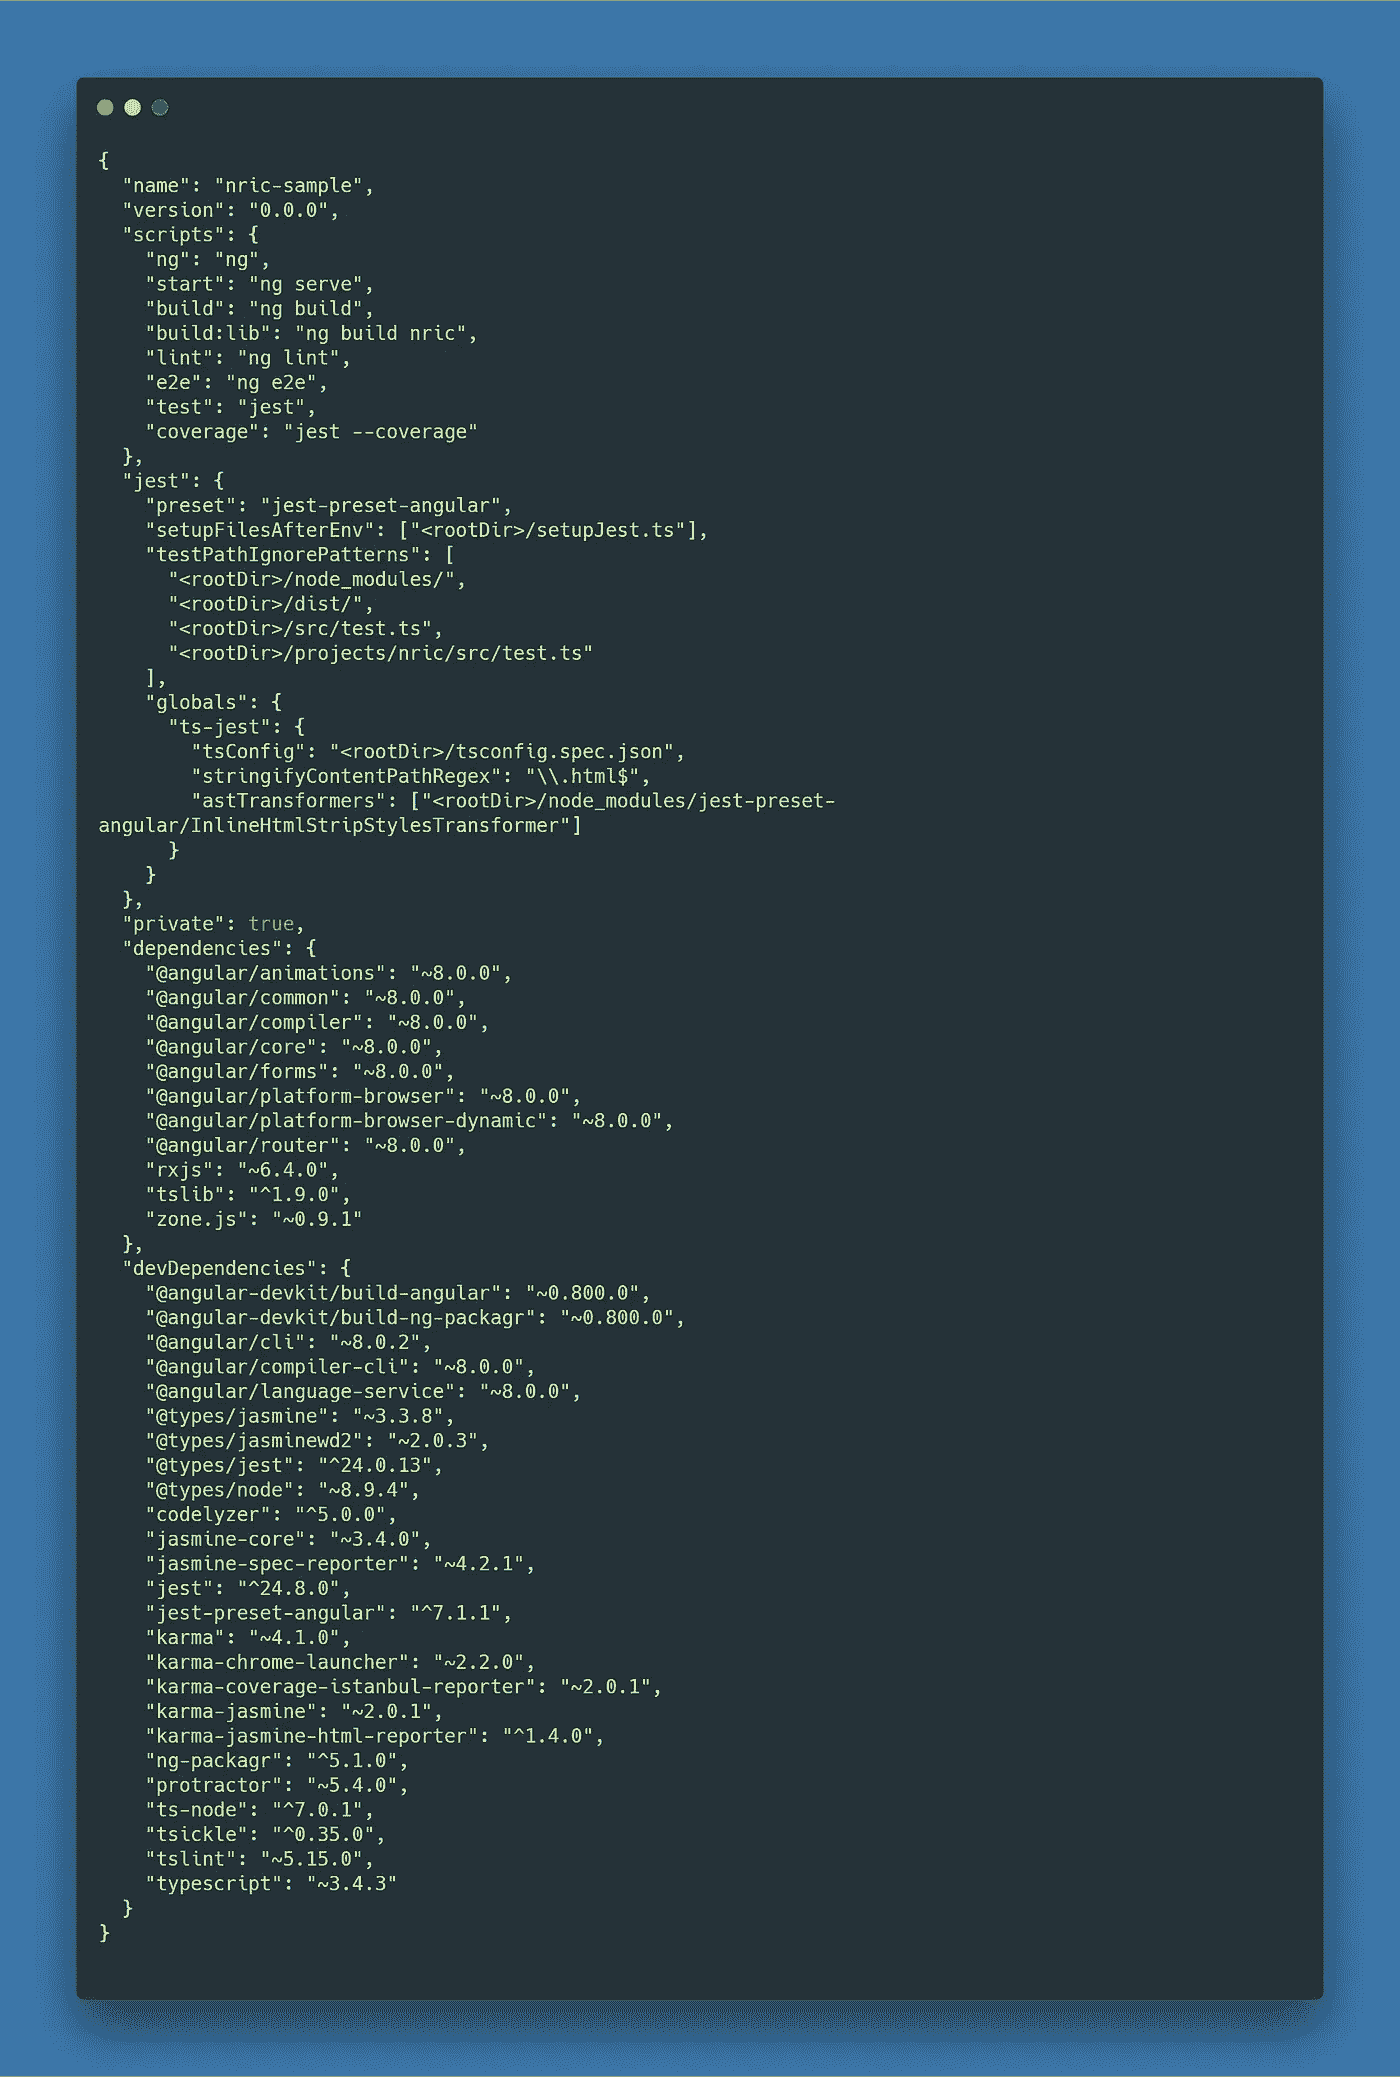 {
  "name": "nric-sample",
  "version": "0.0.0",
  "scripts": {
    "ng": "ng",
    "start": "ng serve",
    "build": "ng build",
    "build:lib": "ng build nric",
    "lint": "ng lint",
    "e2e": "ng e2e",
    "test": "jest",
    "coverage": "jest --coverage"
  },
  "jest": {
    "preset": "jest-preset-angular",
    "setupFilesAfterEnv": ["<rootDir>/setupJest.ts"],
    "testPathIgnorePatterns": [
      "<rootDir>/node_modules/",
      "<rootDir>/dist/",
      "<rootDir>/src/test.ts",
      "<rootDir>/projects/nric/src/test.ts"
    ],
    "globals": {
      "ts-jest": {
        "tsConfig": "<rootDir>/tsconfig.spec.json",
        "stringifyContentPathRegex": "\\.html$",
        "astTransformers": ["<rootDir>/node_modules/jest-preset-
angular/InlineHtmlStripStylesTransformer"]
      }
    }
  },
  "private": true,
  "dependencies": {
    "@angular/animations": "~8.0.0",
    "@angular/common": "~8.0.0",
    "@angular/compiler": "~8.0.0",
    "@angular/core": "~8.0.0",
    "@angular/forms": "~8.0.0",
    "@angular/platform-browser": "~8.0.0",
    "@angular/platform-browser-dynamic": "~8.0.0",
    "@angular/router": "~8.0.0",
    "rxjs": "~6.4.0",
    "tslib": "^1.9.0",
    "zone.js": "~0.9.1"
  },
  "devDependencies": {
    "@angular-devkit/build-angular": "~0.800.0",
    "@angular-devkit/build-ng-packagr": "~0.800.0",
    "@angular/cli": "~8.0.2",
    "@angular/compiler-cli": "~8.0.0",
    "@angular/language-service": "~8.0.0",
    "@types/jasmine": "~3.3.8",
    "@types/jasminewd2": "~2.0.3",
    "@types/jest": "^24.0.13",
    "@types/node": "~8.9.4",
    "codelyzer": "^5.0.0",
    "jasmine-core": "~3.4.0",
    "jasmine-spec-reporter": "~4.2.1",
    "jest": "^24.8.0",
    "jest-preset-angular": "^7.1.1",
    "karma": "~4.1.0",
    "karma-chrome-launcher": "~2.2.0",
    "karma-coverage-istanbul-reporter": "~2.0.1",
    "karma-jasmine": "~2.0.1",
    "karma-jasmine-html-reporter": "^1.4.0",
    "ng-packagr": "^5.1.0",
    "protractor": "~5.4.0",
    "ts-node": "^7.0.1",
    "tsickle": "^0.35.0",
    "tslint": "~5.15.0",
    "typescript": "~3.4.3"
  }
}